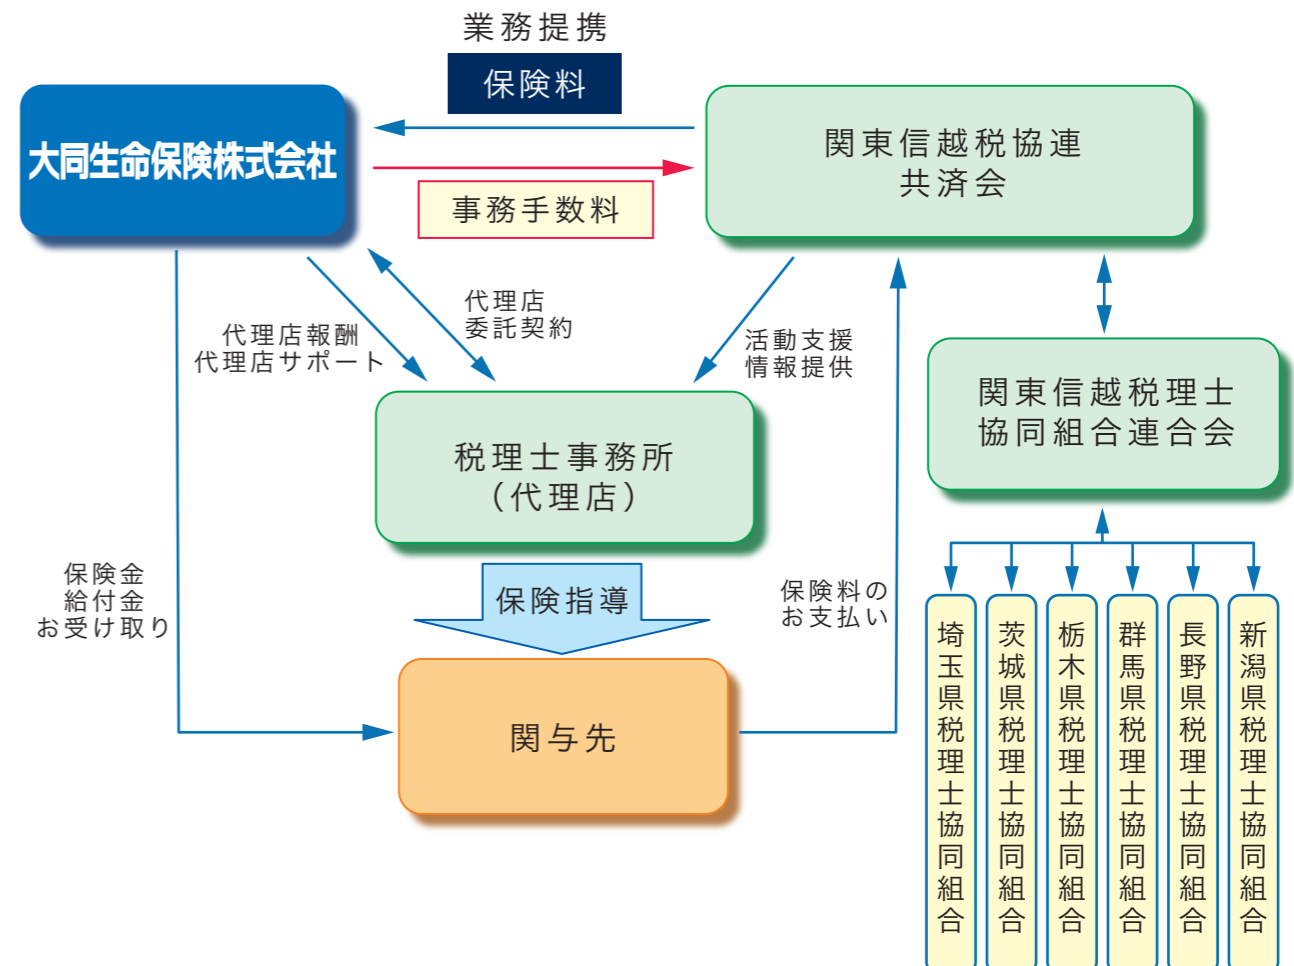 業務提携
保険料
大同生命保険株式会社
関東信越税協連
共済会
事務手数料
代理店報酬
代理店サポート
代理店
委託契約
活動支援
情報提供
関東信越税理士
協同組合連合会
税理士事務所
（代理店）
保険金
給付金
お受け取り
保険指導
保険料の
お支払い
関与先
埼玉県税理士協同組合
茨城県税理士協同組合
栃木県税理士協同組合
群馬県税理士協同組合
長野県税理士協同組合
新潟県税理士協同組合